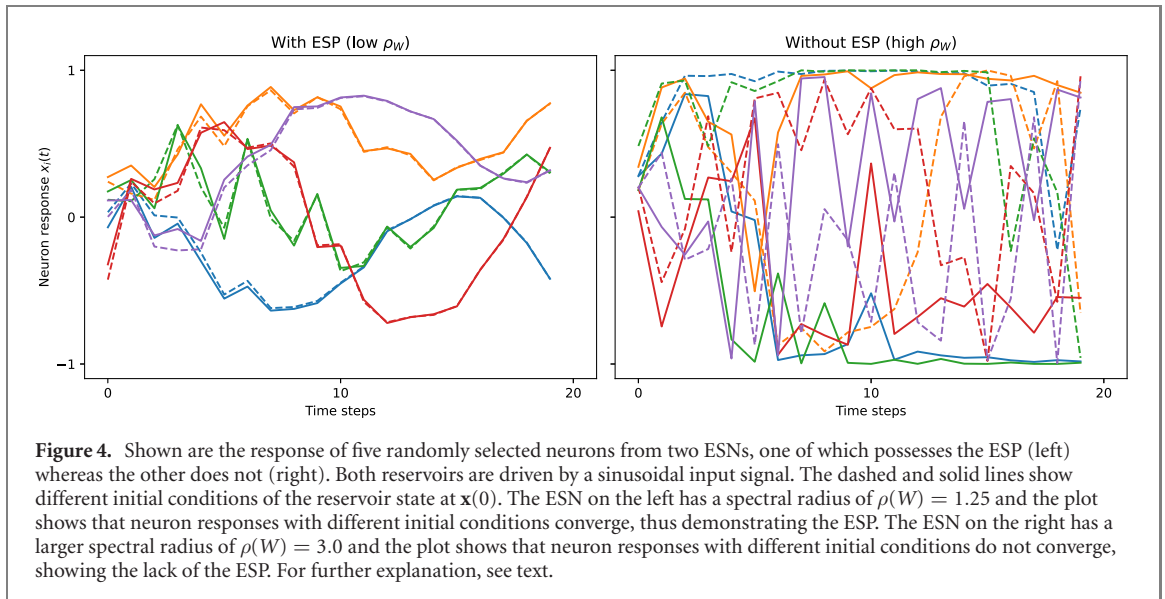 With ESP (low ρ_W)
Without ESP (high ρ_W)
1
0
−1
Neuron response x_i(t)
0
10
20
0
10
20
Time steps
Time steps
Figure 4. Shown are the response of five randomly selected neurons from two ESNs, one of which possesses the ESP (left)
whereas the other does not (right). Both reservoirs are driven by a sinusoidal input signal. The dashed and solid lines show
different initial conditions of the reservoir state at x(0). The ESN on the left has a spectral radius of ρ(W) = 1.25 and the plot
shows that neuron responses with different initial conditions converge, thus demonstrating the ESP. The ESN on the right has a
larger spectral radius of ρ(W) = 3.0 and the plot shows that neuron responses with different initial conditions do not converge,
showing the lack of the ESP. For further explanation, see text.